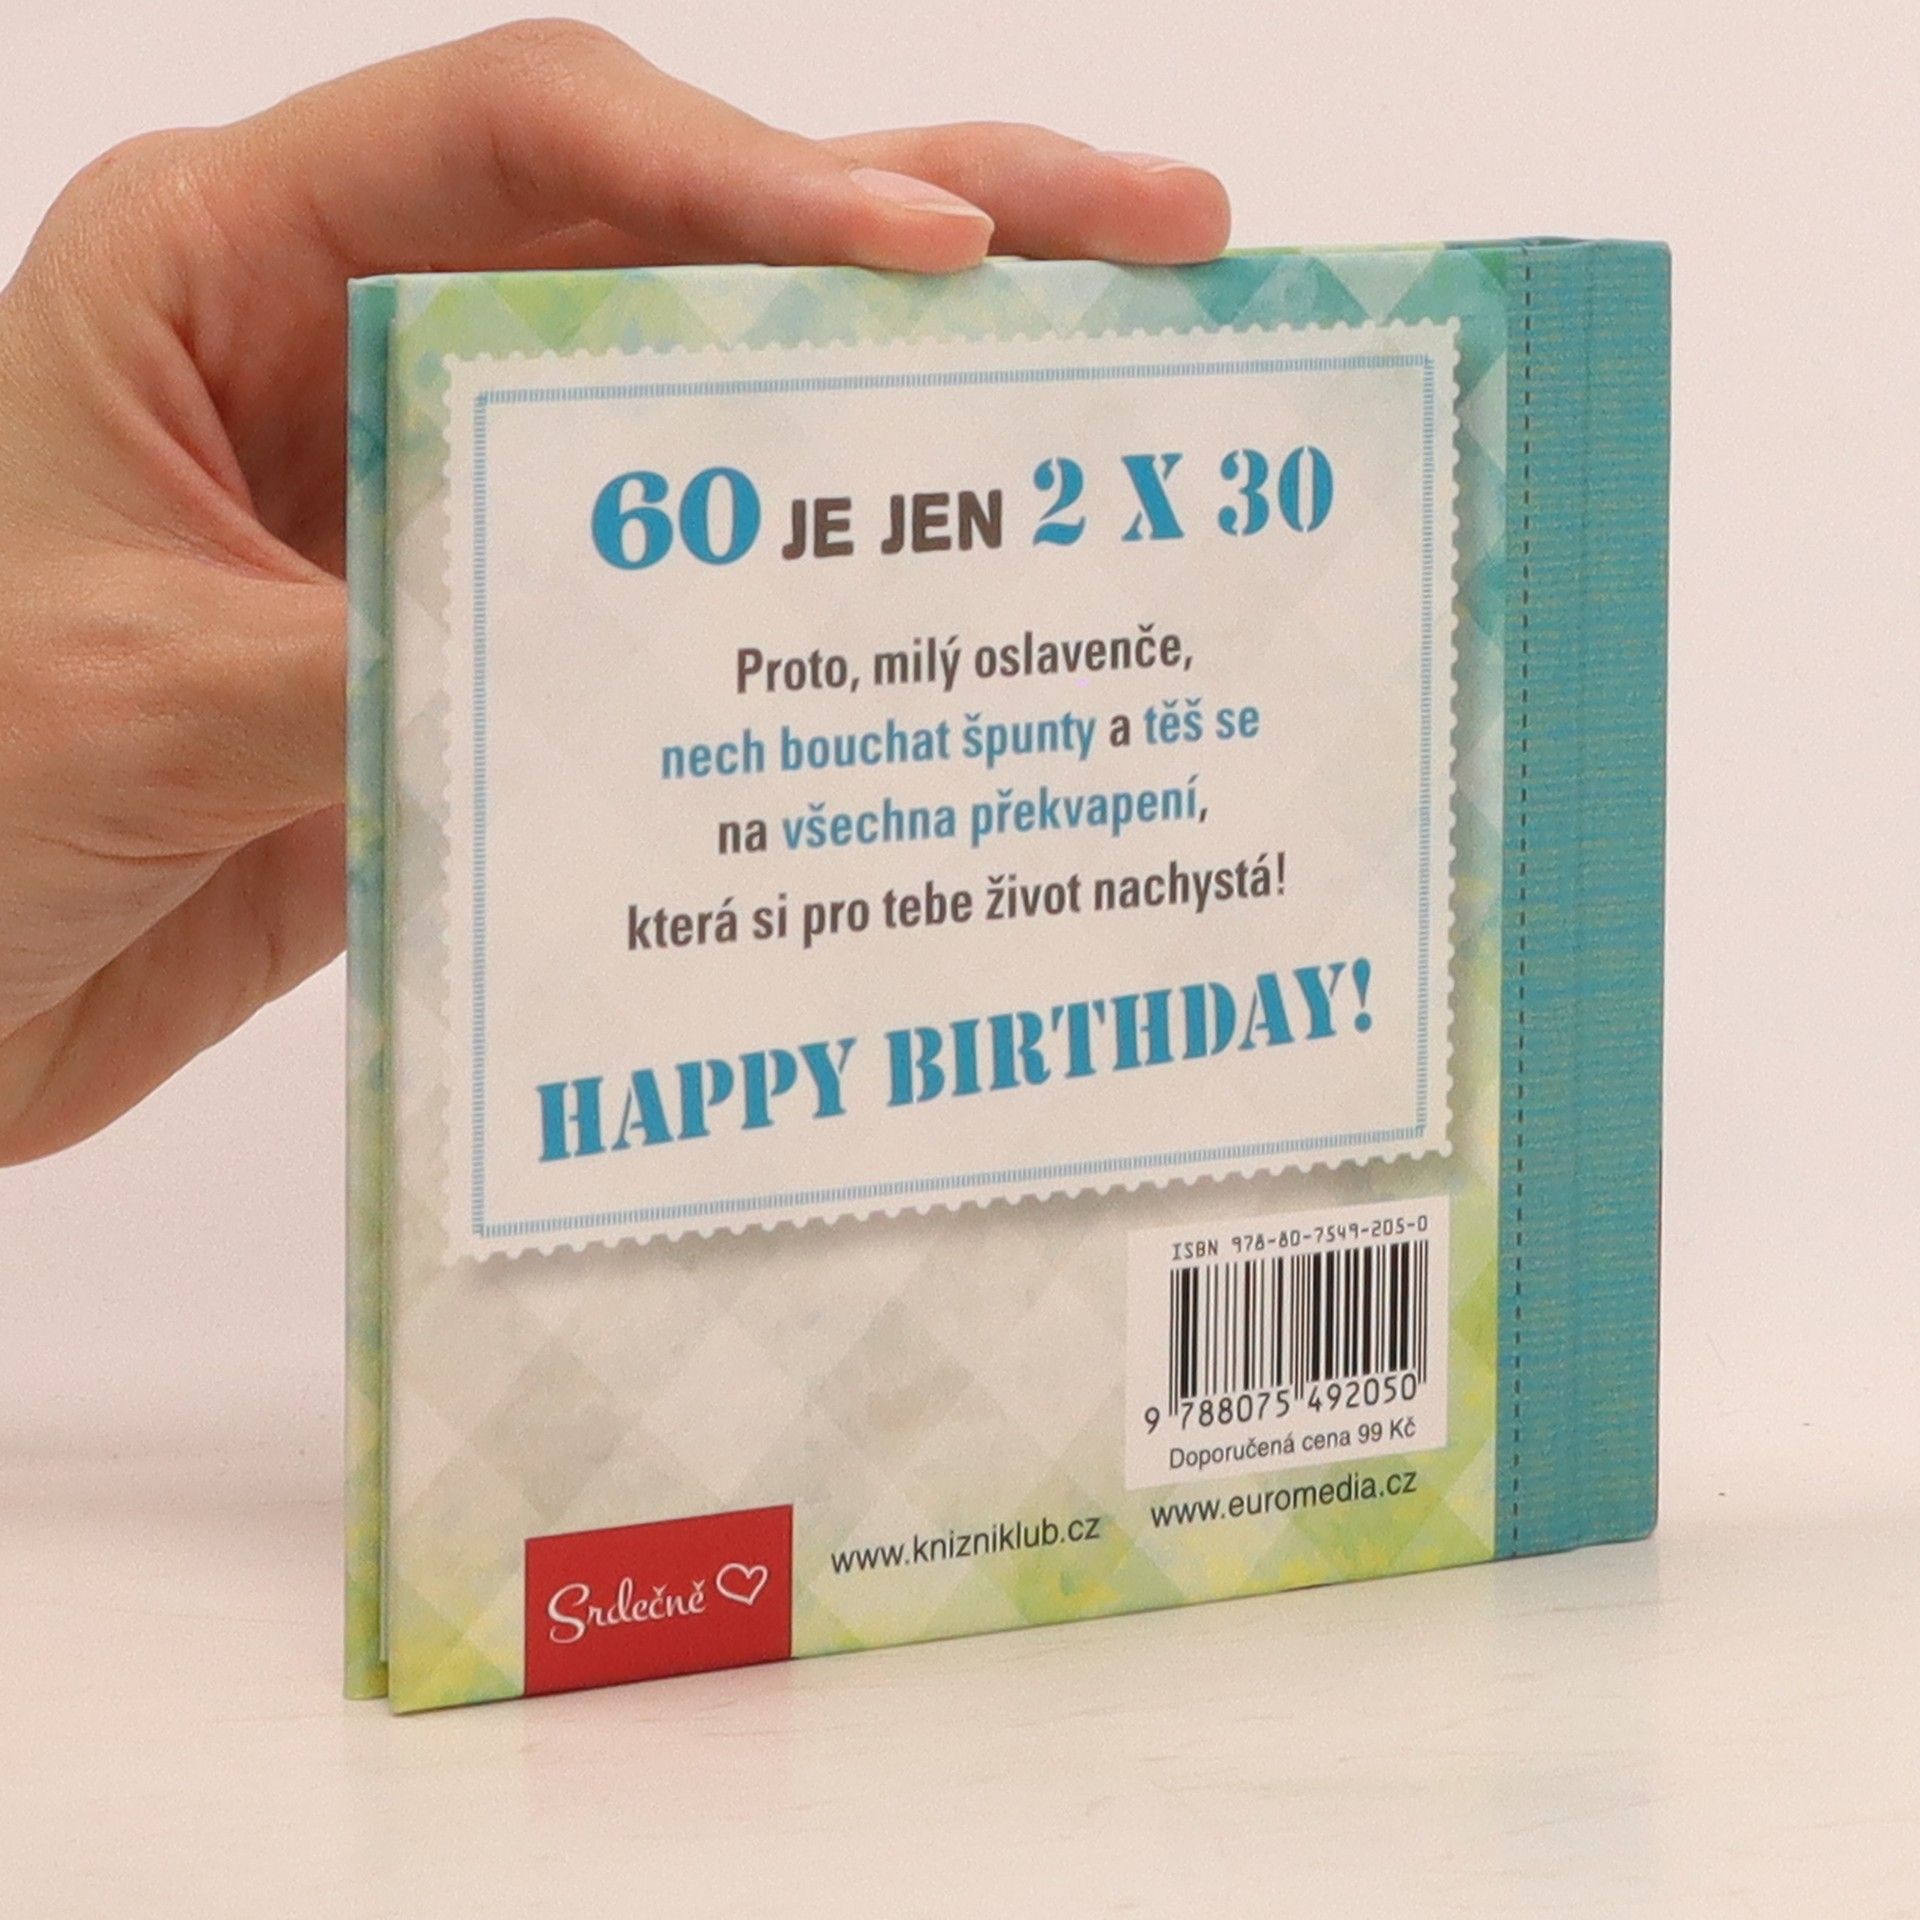 60 JE JEN 2 X 30
Proto, milý oslavenče,
nech bouchat špunty a těš se
na všechna překvapení,
která si pro tebe život nachystá!
HAPPY BIRTHDAY!
ISBN 978-80-7549-205-0
9 788075 492050
Doporučená cena 99 Kč
www.euromedia.cz
www.knizniklub.cz
Srdečně